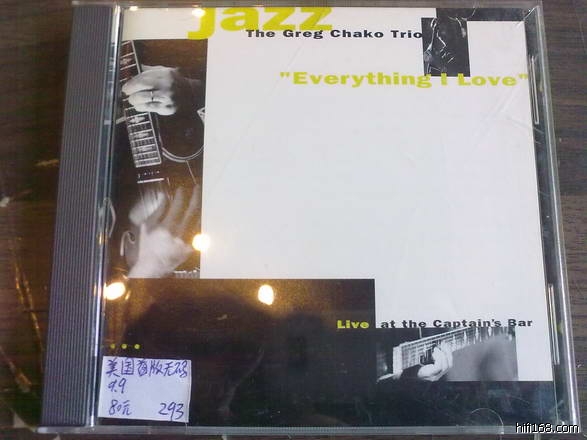 jazz
The Greg Chako Trio
"Everything I Love"
Live at the Captain's Bar
...
美国首版无码
9.9
80元 293
hifi168.com